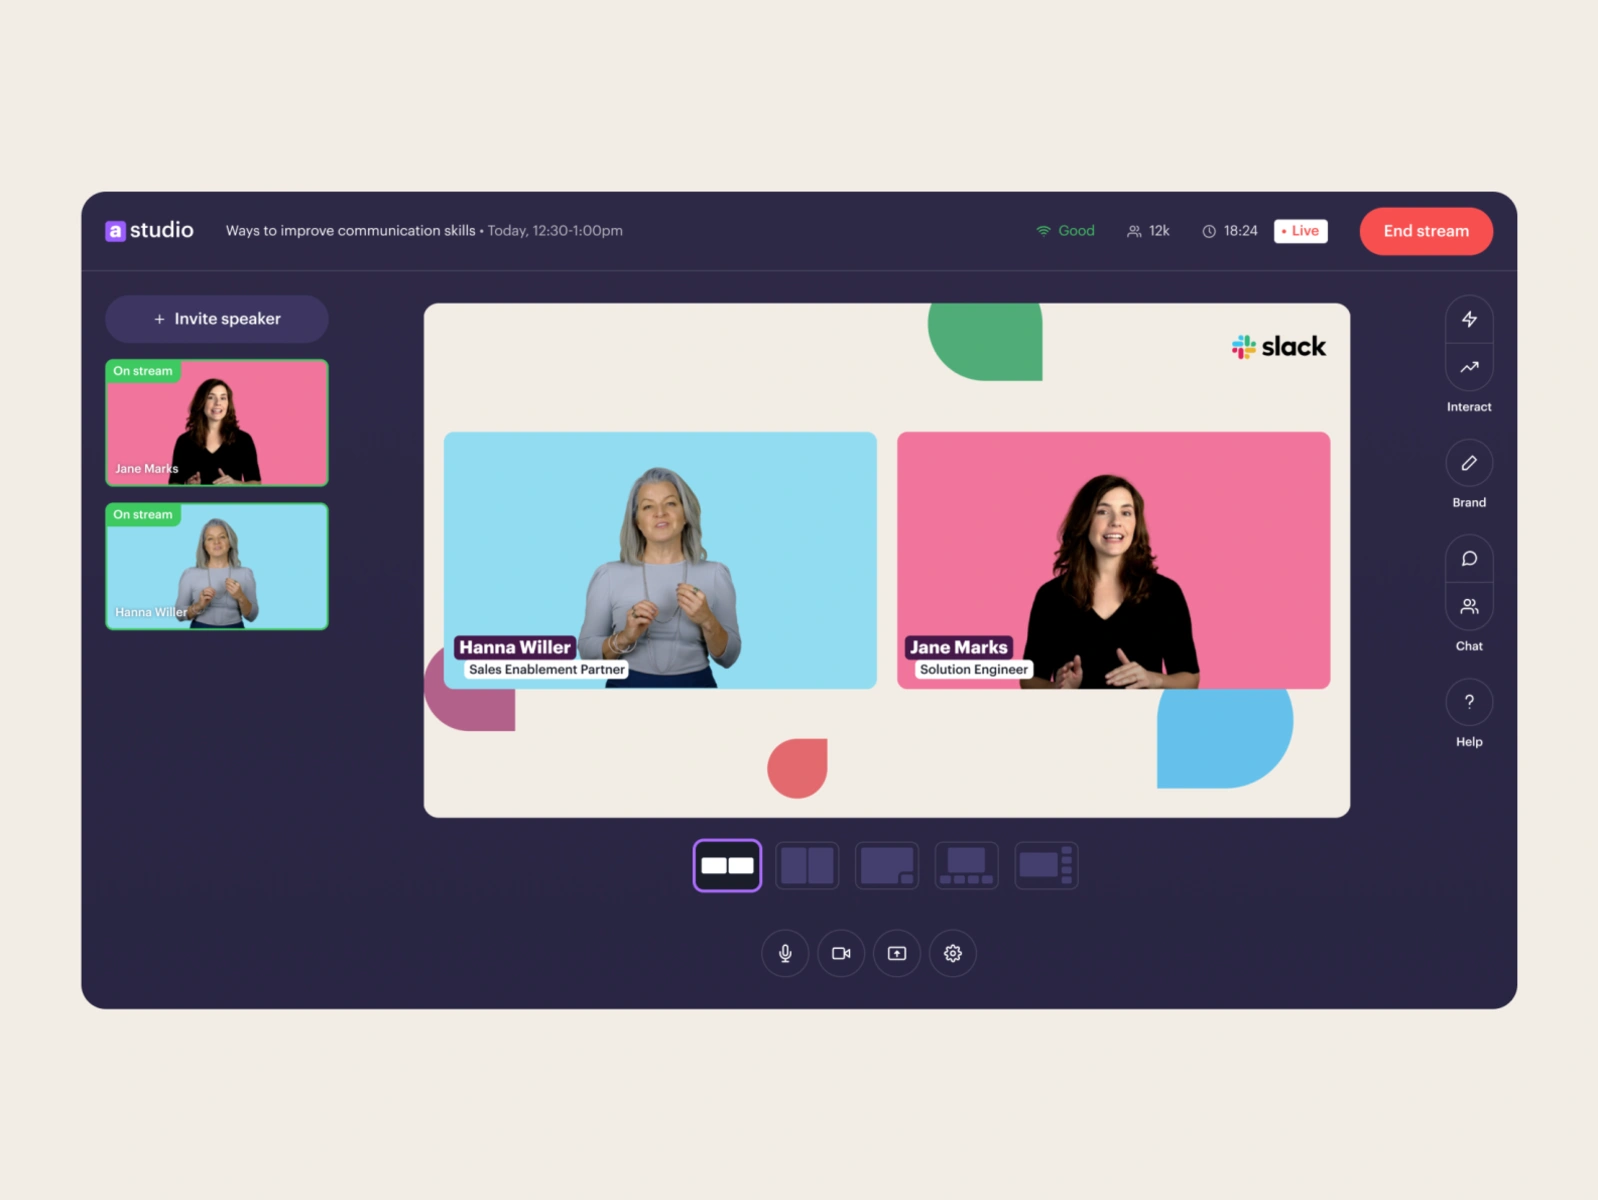 a studio
Ways to improve communication skills • Today, 12:30-1:00pm
Good
12k
18:24
• Live
End stream
+ Invite speaker
On stream
Jane Marks
On stream
Hanna Willer
slack
Hanna Willer
Sales Enablement Partner
Jane Marks
Solution Engineer
Interact
Brand
Chat
?
Help